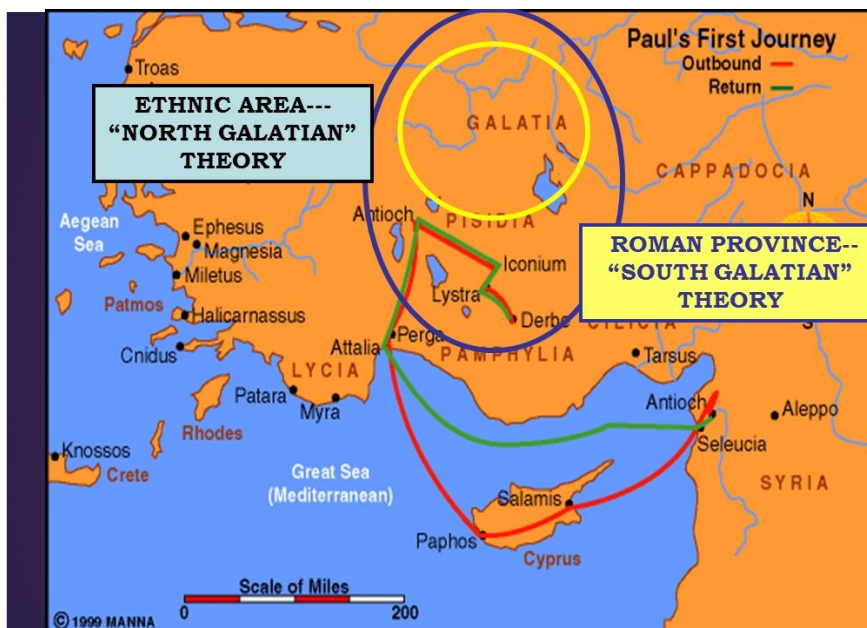 Paul's First Journey
Outbound
Return
Troas
ETHNIC AREA---
“NORTH GALATIAN”
THEORY
GALATIA
CAPPADOCIA
N
Aegean
Sea
Ephesus
Magnesia
Miletus
Patmos
Halicarnassus
Cnidus
Antioch
PISIDIA
Iconium
Lystra
Derbe
ROMAN PROVINCE--
“SOUTH GALATIAN”
THEORY
S
CILICIA
Perga
Attalia
PAMPHYLIA
LYCIA
Tarsus
Patara
Myra
Antioch
Aleppo
Seleucia
Rhodes
Knossos
Crete
Great Sea
(Mediterranean)
Salamis
SYRIA
Paphos
Cyprus
Scale of Miles
0
200
© 1999 MANNA